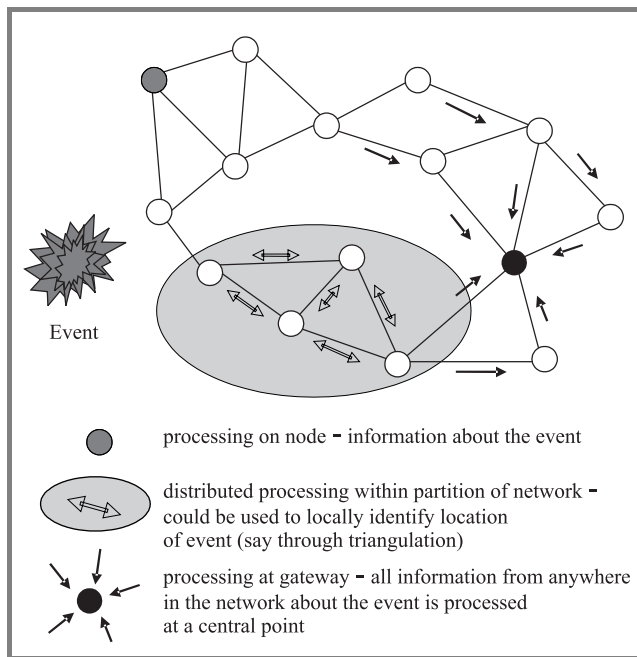 Event
processing on node – information about the event
distributed processing within partition of network –
could be used to locally identify location
of event (say through triangulation)
processing at gateway – all information from anywhere
in the network about the event is processed
at a central point